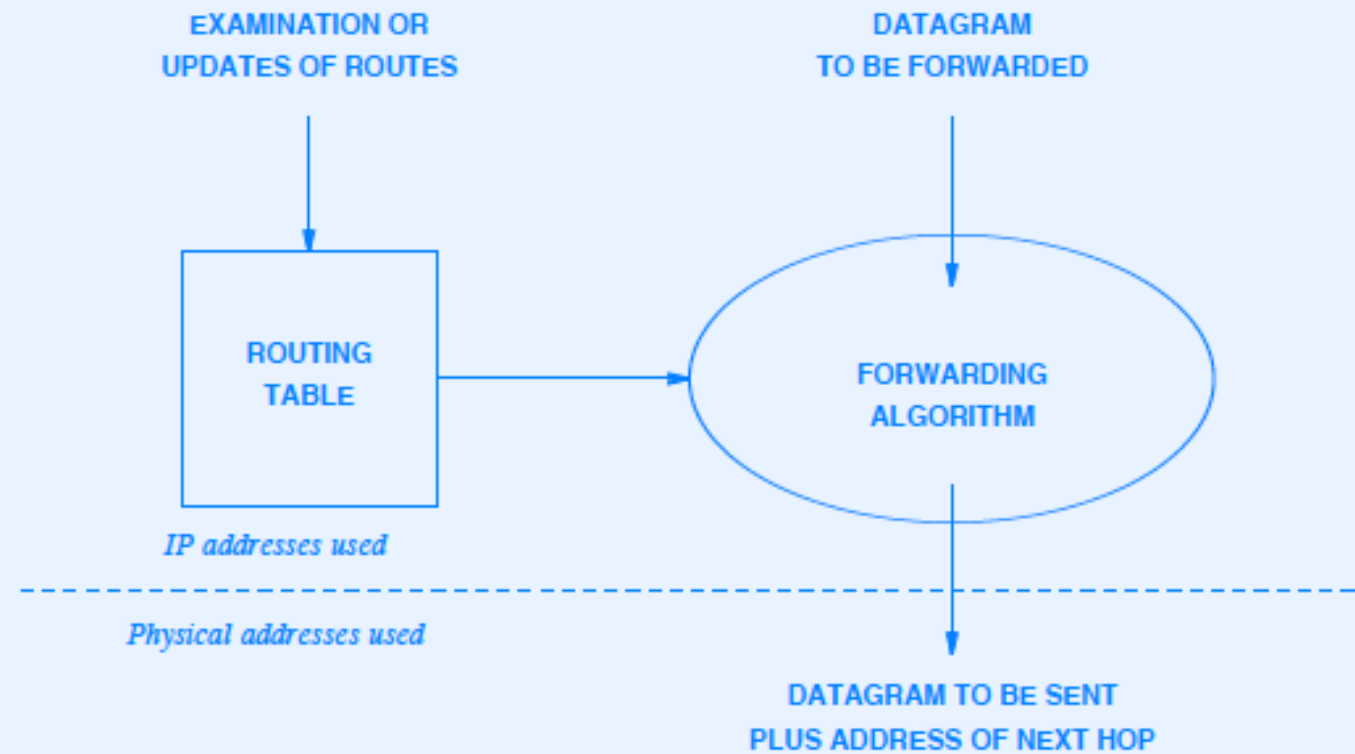 EXAMINATION OR
UPDATES OF ROUTES
DATAGRAM
TO BE FORWARDED
ROUTING
TABLE
FORWARDING
ALGORITHM
IP addresses used
Physical addresses used
DATAGRAM TO BE SENT
PLUS ADDRESS OF NEXT HOP